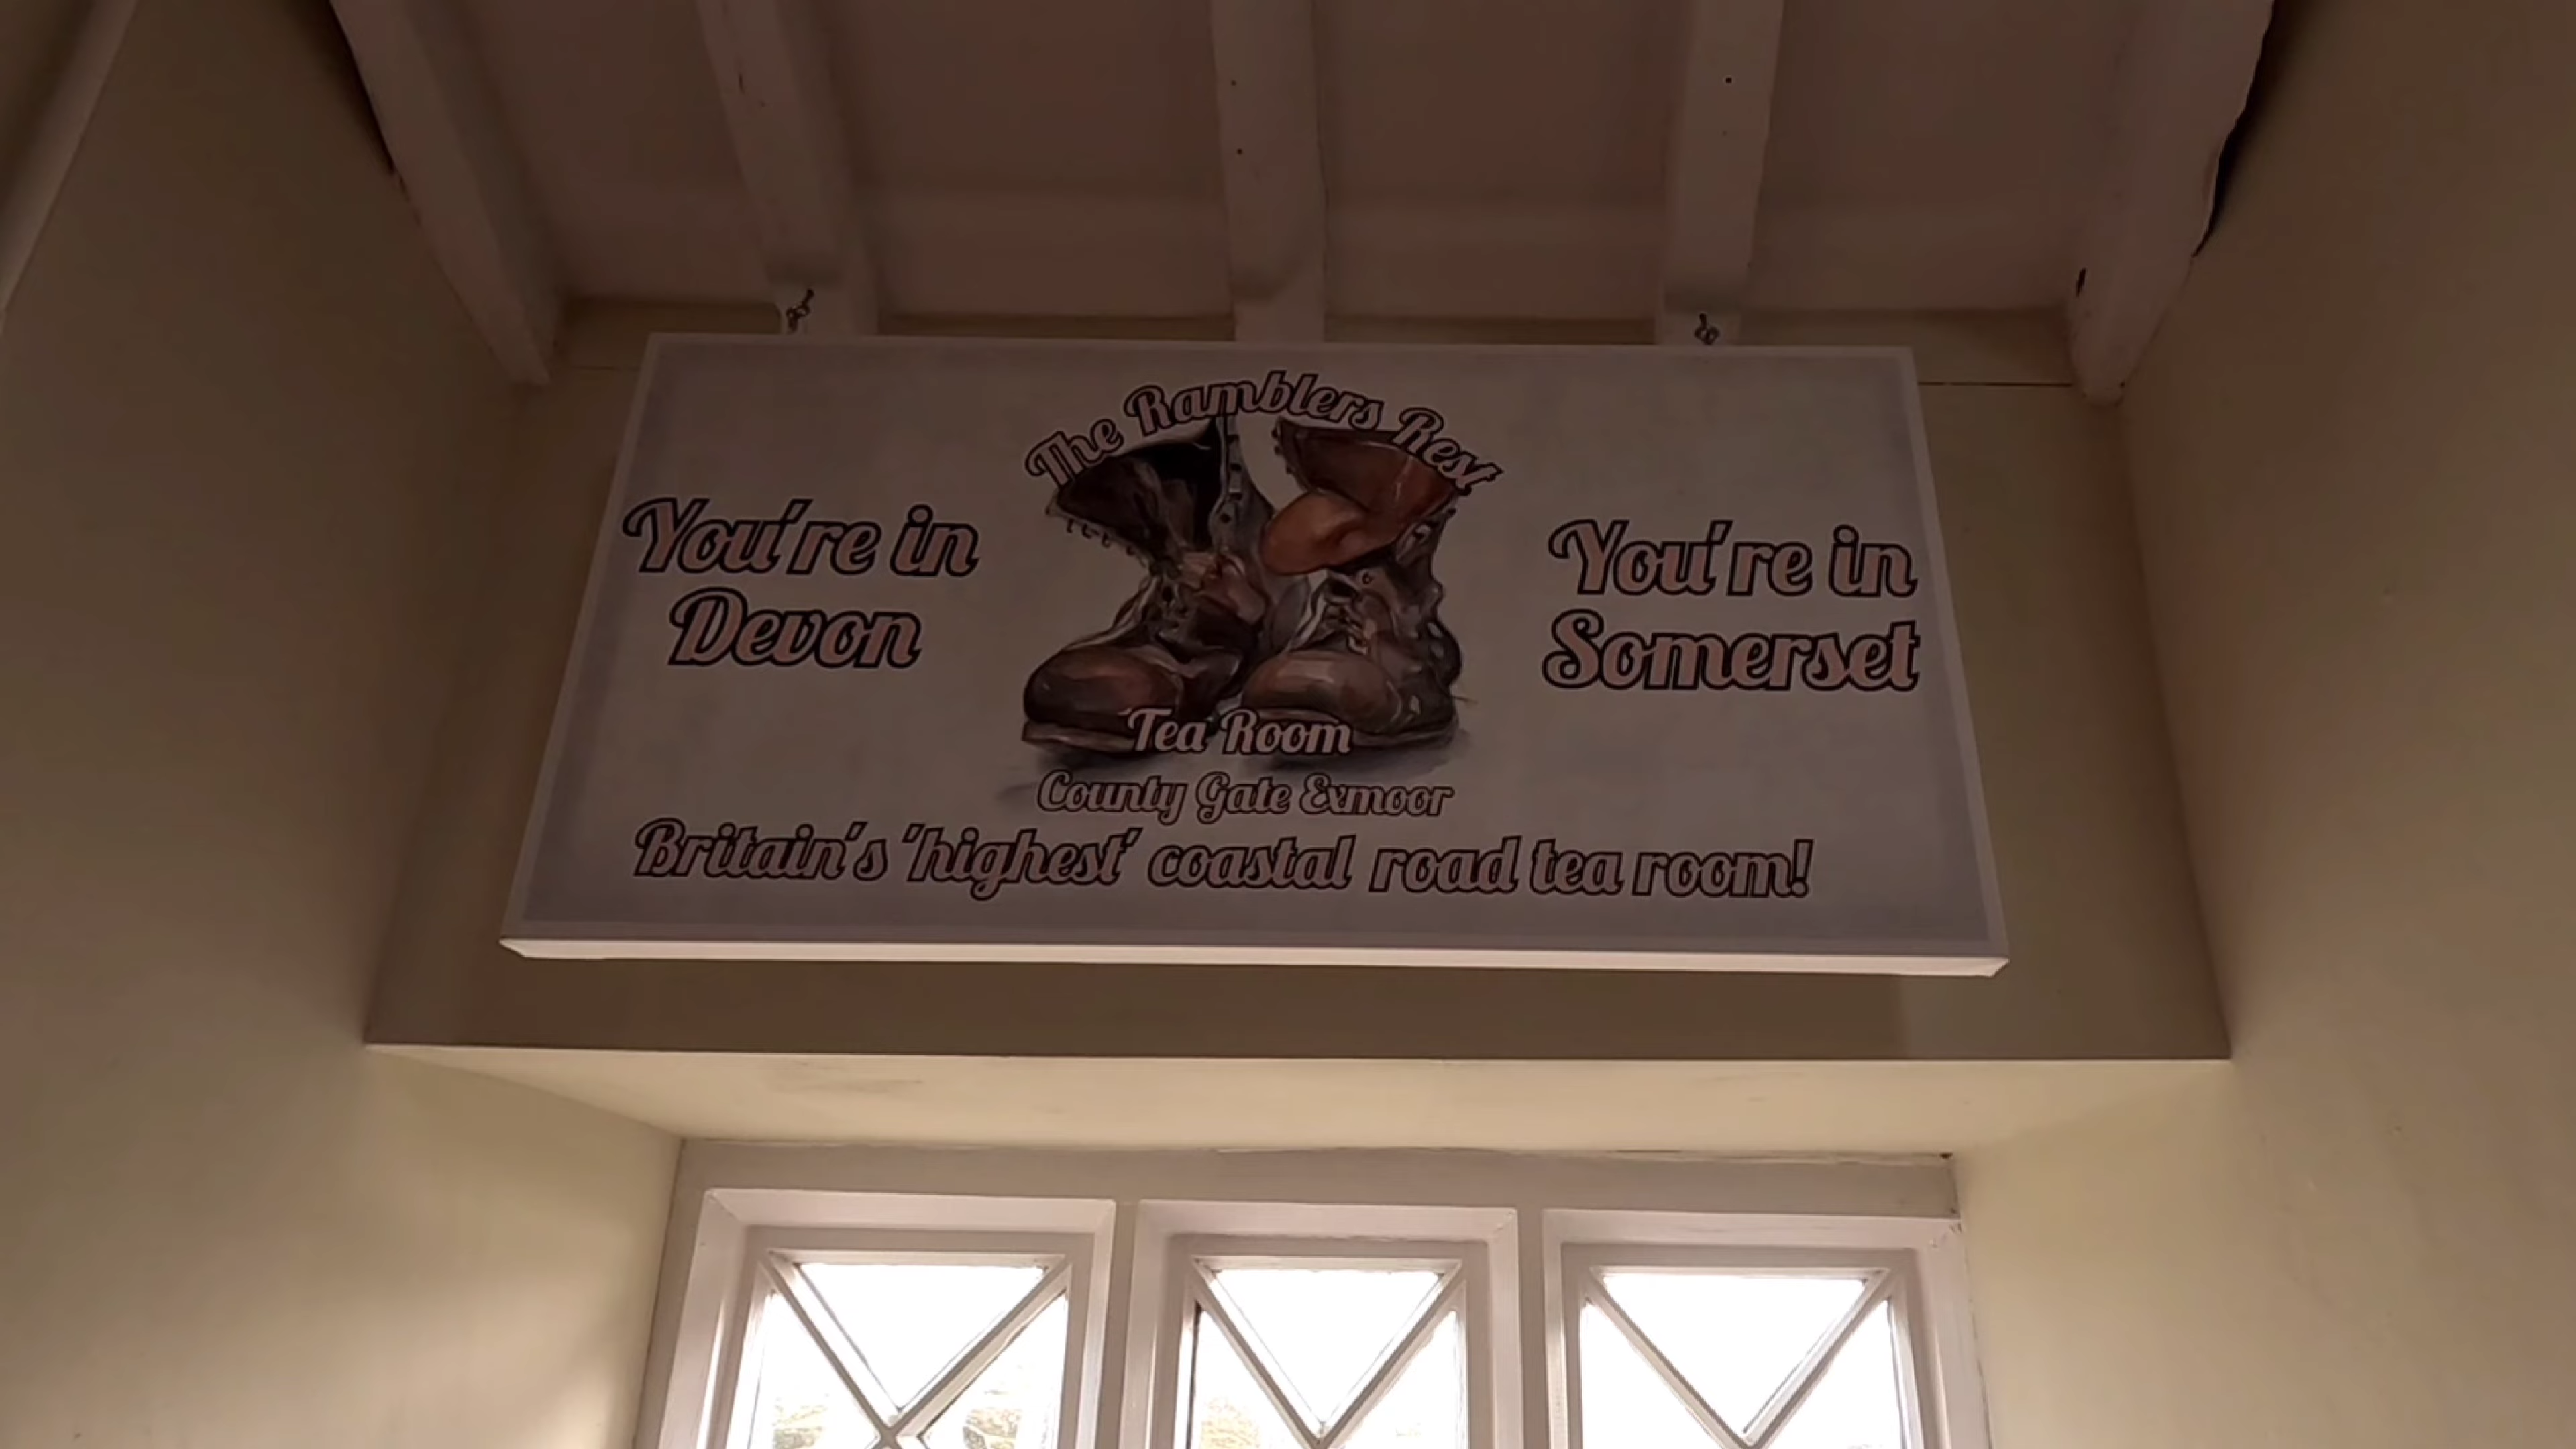 The Ramblers Rest
You're in
Devon
You're in
Somerset
Tea Room
County Gate Exmoor
Britain's 'highest' coastal road tea room!